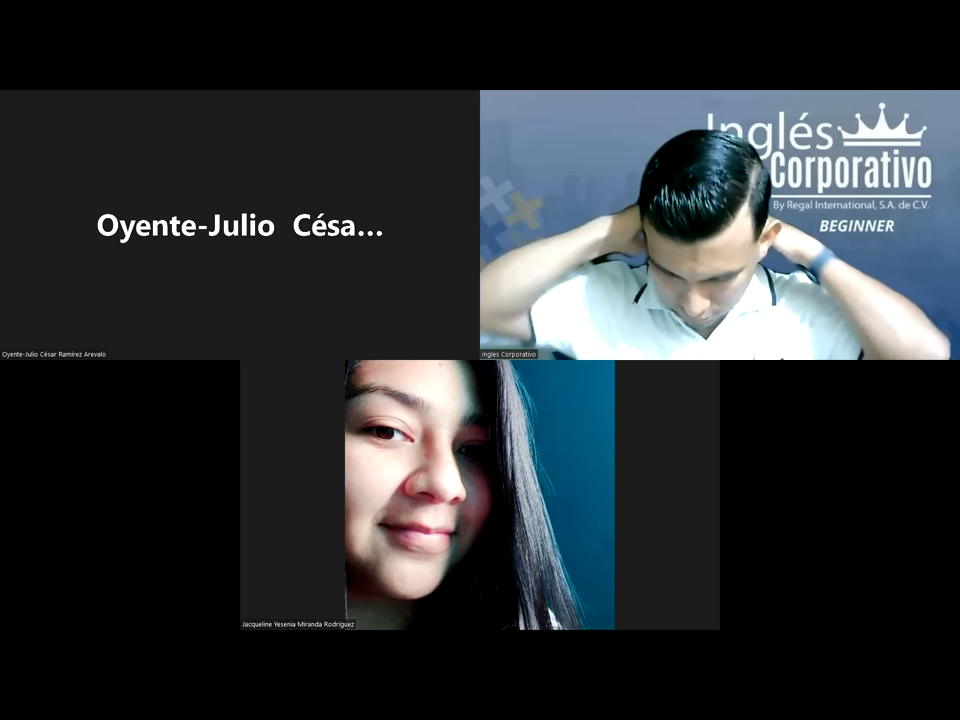 Oyente-Julio Césa...
Oyente-Julio César Ramírez Arevalo
Inglés
Corporativo
By Regal International, S.A. de C.V.
BEGINNER
Ingles Corporativo
Jacqueline Yesenia Miranda Rodríguez